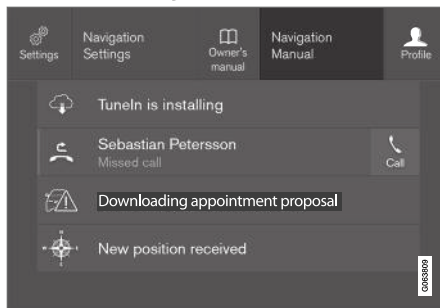 Settings
Navigation
Settings
Owner's
manual
Navigation
Manual
Profile
TuneIn is installing
Sebastian Petersson
Missed call
Call
Downloading appointment proposal
New position received
G063809